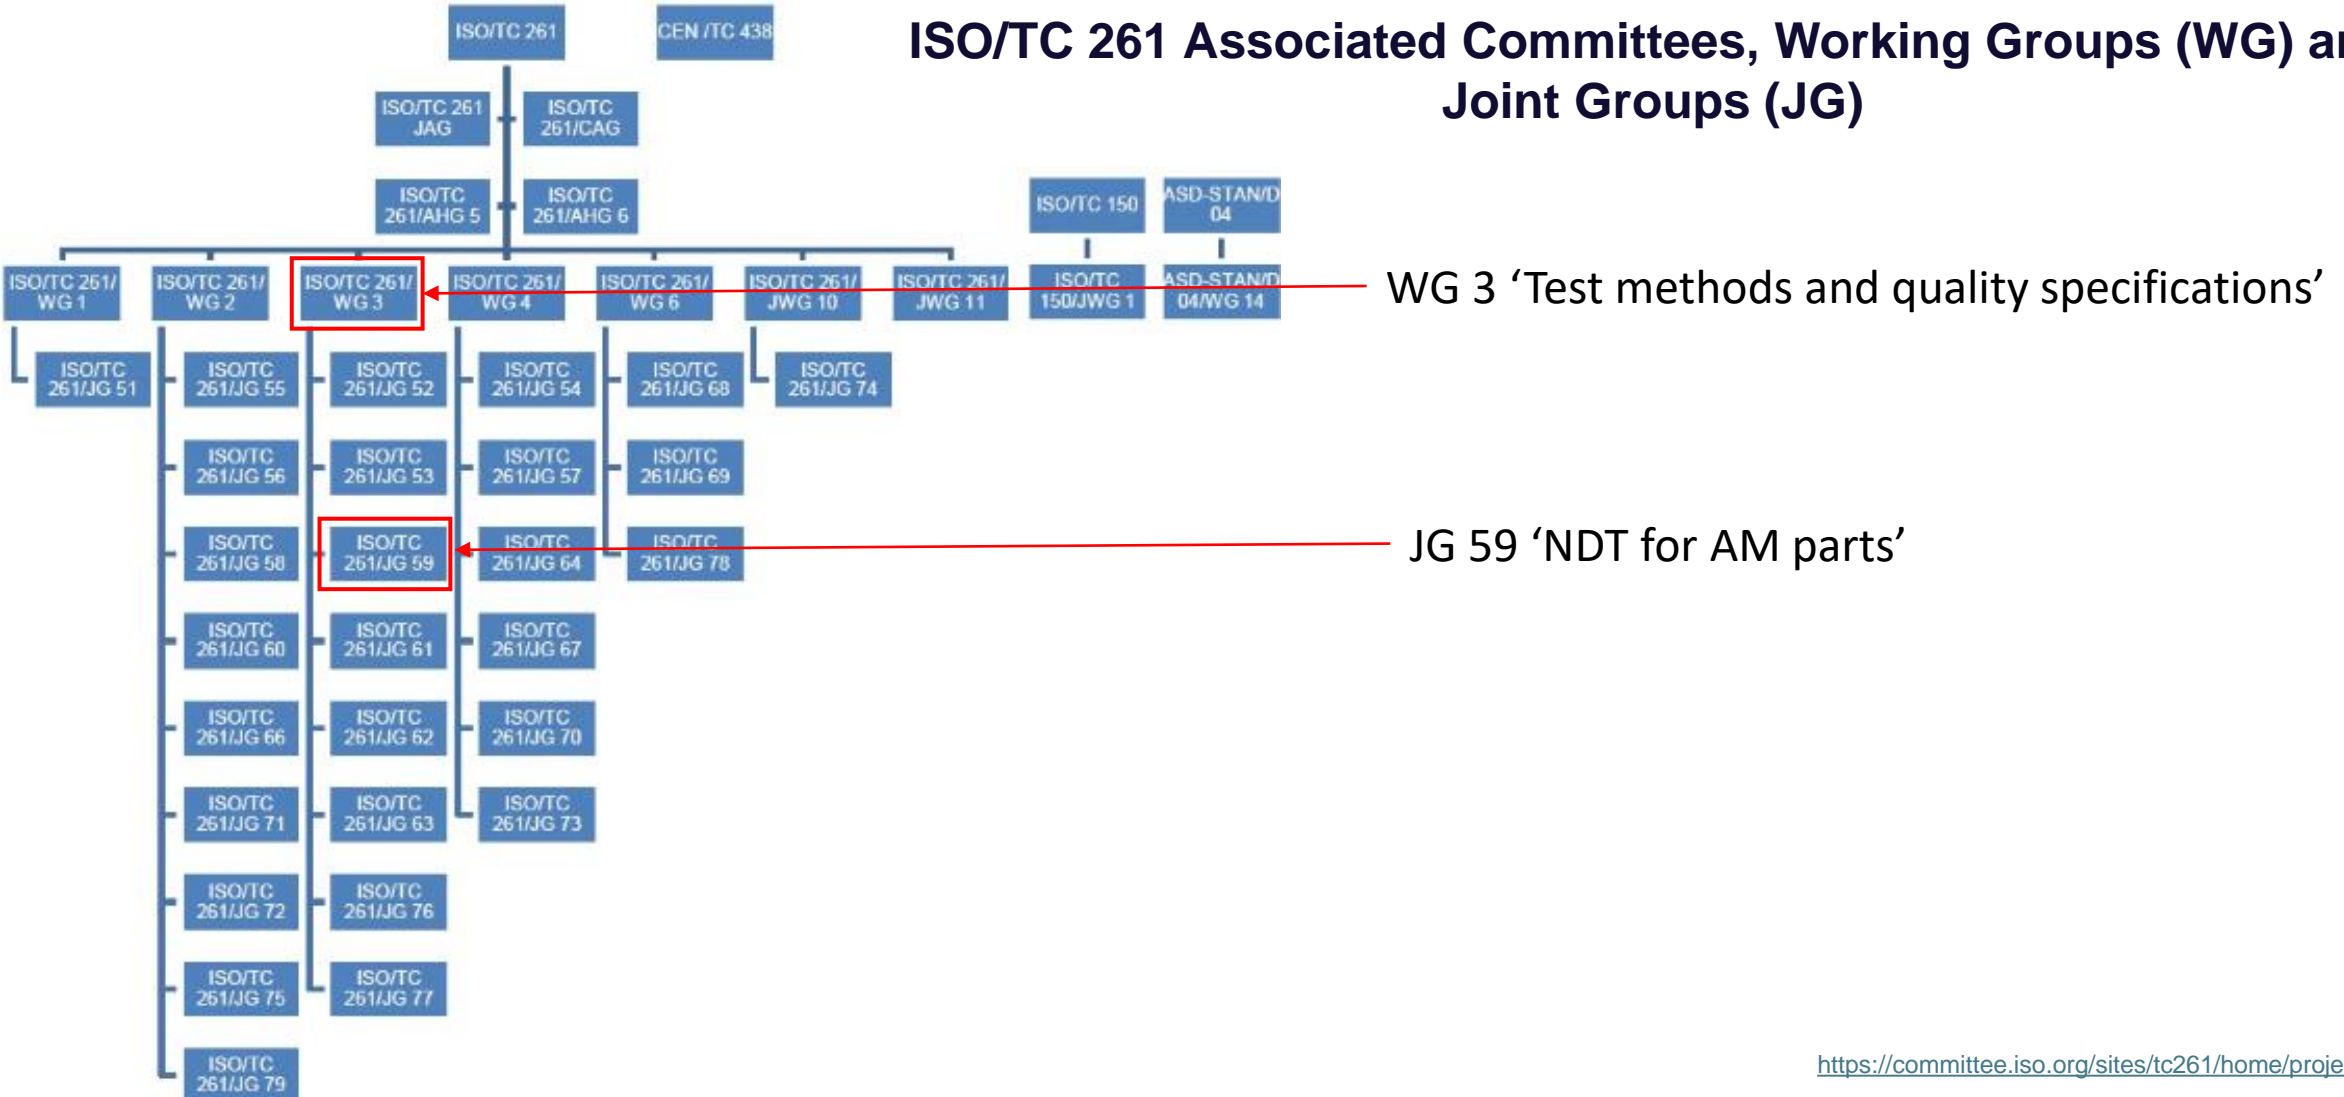 ISO/TC 261 Associated Committees, Working Groups (WG) a
Joint Groups (JG)
ISO/TC 261
CEN /TC 438
ISO/TC 261
JAG
ISO/TC
261/CAG
ISO/TC
261/AHG 5
ISO/TC
261/AHG 6
ISO/TC 150
ASD-STAN/D
04
ISO/TC 261/
WG 1
ISO/TC 261/
WG 2
ISO/TC 261/
WG 3
ISO/TC 261/
WG 4
ISO/TC 261/
WG 6
ISO/TC 261/
JWG 10
ISO/TC 261/
JWG 11
ISO/TC
150/JWG 1
ASD-STAN/D
04/WG 14
WG 3 ‘Test methods and quality specifications’
ISO/TC
261/JG 51
ISO/TC
261/JG 55
ISO/TC
261/JG 52
ISO/TC
261/JG 54
ISO/TC
261/JG 68
ISO/TC
261/JG 74
ISO/TC
261/JG 56
ISO/TC
261/JG 53
ISO/TC
261/JG 57
ISO/TC
261/JG 69
ISO/TC
261/JG 58
ISO/TC
261/JG 59
ISO/TC
261/JG 64
ISO/TC
261/JG 78
JG 59 ‘NDT for AM parts’
ISO/TC
261/JG 60
ISO/TC
261/JG 61
ISO/TC
261/JG 67
ISO/TC
261/JG 66
ISO/TC
261/JG 62
ISO/TC
261/JG 70
ISO/TC
261/JG 71
ISO/TC
261/JG 63
ISO/TC
261/JG 73
ISO/TC
261/JG 72
ISO/TC
261/JG 76
ISO/TC
261/JG 75
ISO/TC
261/JG 77
ISO/TC
261/JG 79
https://committee.iso.org/sites/tc261/home/proje